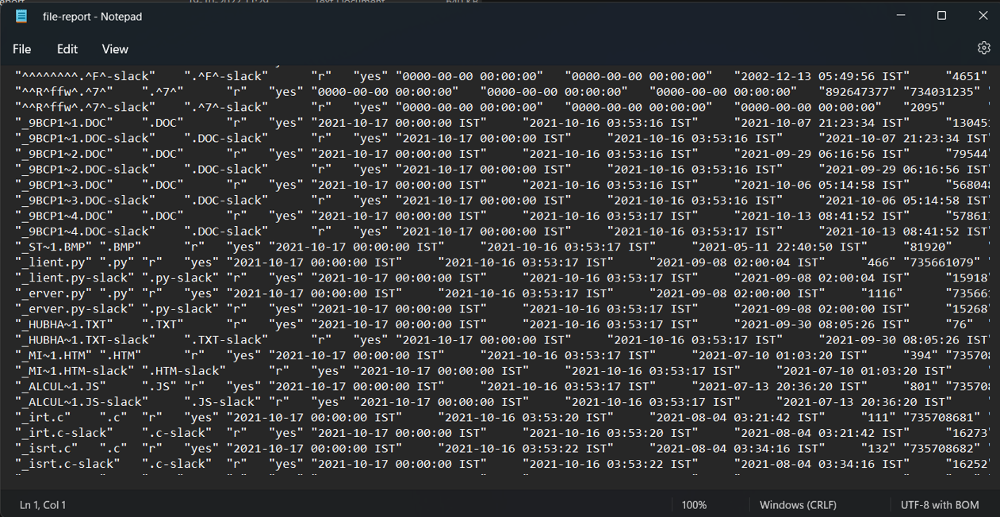 19-10-2022 11:29 Text Document 640 KB
file-report - Notepad
File Edit View
"^^^^^^^^.^F^-slack" ".^F^-slack" "r" "yes" "0000-00-00 00:00:00" "0000-00-00 00:00:00" "2002-12-13 05:49:56 IST" "4651"
"^^R^ffw^.^7^" ".^7^" "r" "yes" "0000-00-00 00:00:00" "0000-00-00 00:00:00" "0000-00-00 00:00:00" "892647377" "734031235" "
"^^R^ffw^.^7^-slack" ".^7^-slack" "r" "yes" "0000-00-00 00:00:00" "0000-00-00 00:00:00" "0000-00-00 00:00:00" "2095" "
"_9BCP1~1.DOC" ".DOC" "r" "yes" "2021-10-17 00:00:00 IST" "2021-10-16 03:53:16 IST" "2021-10-07 21:23:34 IST" "130451
"_9BCP1~1.DOC-slack" ".DOC-slack" "r" "yes" "2021-10-17 00:00:00 IST" "2021-10-16 03:53:16 IST" "2021-10-07 21:23:34 IST"
"_9BCP1~2.DOC" ".DOC" "r" "yes" "2021-10-17 00:00:00 IST" "2021-10-16 03:53:16 IST" "2021-09-29 06:16:56 IST" "79544
"_9BCP1~2.DOC-slack" ".DOC-slack" "r" "yes" "2021-10-17 00:00:00 IST" "2021-10-16 03:53:16 IST" "2021-09-29 06:16:56 IST"
"_9BCP1~3.DOC" ".DOC" "r" "yes" "2021-10-17 00:00:00 IST" "2021-10-16 03:53:16 IST" "2021-10-06 05:14:58 IST" "568048
"_9BCP1~3.DOC-slack" ".DOC-slack" "r" "yes" "2021-10-17 00:00:00 IST" "2021-10-16 03:53:16 IST" "2021-10-06 05:14:58 IST"
"_9BCP1~4.DOC" ".DOC" "r" "yes" "2021-10-17 00:00:00 IST" "2021-10-16 03:53:17 IST" "2021-10-13 08:41:52 IST" "57861
"_9BCP1~4.DOC-slack" ".DOC-slack" "r" "yes" "2021-10-17 00:00:00 IST" "2021-10-16 03:53:17 IST" "2021-10-13 08:41:52 IST"
"_ST~1.BMP" ".BMP" "r" "yes" "2021-10-17 00:00:00 IST" "2021-10-16 03:53:17 IST" "2021-05-11 22:40:50 IST" "81920"
"_lient.py" ".py" "r" "yes" "2021-10-17 00:00:00 IST" "2021-10-16 03:53:17 IST" "2021-09-08 02:00:04 IST" "466" "735661079" "
"_lient.py-slack" ".py-slack" "r" "yes" "2021-10-17 00:00:00 IST" "2021-10-16 03:53:17 IST" "2021-09-08 02:00:04 IST" "15918"
"_erver.py" ".py" "r" "yes" "2021-10-17 00:00:00 IST" "2021-10-16 03:53:17 IST" "2021-09-08 02:00:00 IST" "1116" "73566
"_erver.py-slack" ".py-slack" "r" "yes" "2021-10-17 00:00:00 IST" "2021-10-16 03:53:17 IST" "2021-09-08 02:00:00 IST" "15268"
"_HUBHA~1.TXT" ".TXT" "r" "yes" "2021-10-17 00:00:00 IST" "2021-10-16 03:53:17 IST" "2021-09-30 08:05:26 IST" "76" "
"_HUBHA~1.TXT-slack" ".TXT-slack" "r" "yes" "2021-10-17 00:00:00 IST" "2021-10-16 03:53:17 IST" "2021-09-30 08:05:26 IST"
"_MI~1.HTM" ".HTM" "r" "yes" "2021-10-17 00:00:00 IST" "2021-10-16 03:53:17 IST" "2021-07-10 01:03:20 IST" "394" "735708
"_MI~1.HTM-slack" ".HTM-slack" "r" "yes" "2021-10-17 00:00:00 IST" "2021-10-16 03:53:17 IST" "2021-07-10 01:03:20 IST" "
"_ALCUL~1.JS" ".JS" "r" "yes" "2021-10-17 00:00:00 IST" "2021-10-16 03:53:17 IST" "2021-07-13 20:36:20 IST" "801" "735708
"_ALCUL~1.JS-slack" ".JS-slack" "r" "yes" "2021-10-17 00:00:00 IST" "2021-10-16 03:53:17 IST" "2021-07-13 20:36:20 IST" "
"_irt.c" ".c" "r" "yes" "2021-10-17 00:00:00 IST" "2021-10-16 03:53:20 IST" "2021-08-04 03:21:42 IST" "111" "735708681" "
"_irt.c-slack" ".c-slack" "r" "yes" "2021-10-17 00:00:00 IST" "2021-10-16 03:53:20 IST" "2021-08-04 03:21:42 IST" "16273"
"_isrt.c" ".c" "r" "yes" "2021-10-17 00:00:00 IST" "2021-10-16 03:53:22 IST" "2021-08-04 03:34:16 IST" "132" "735708682" "
"_isrt.c-slack" ".c-slack" "r" "yes" "2021-10-17 00:00:00 IST" "2021-10-16 03:53:22 IST" "2021-08-04 03:34:16 IST" "16252"
Ln 1, Col 1 100% Windows (CRLF) UTF-8 with BOM